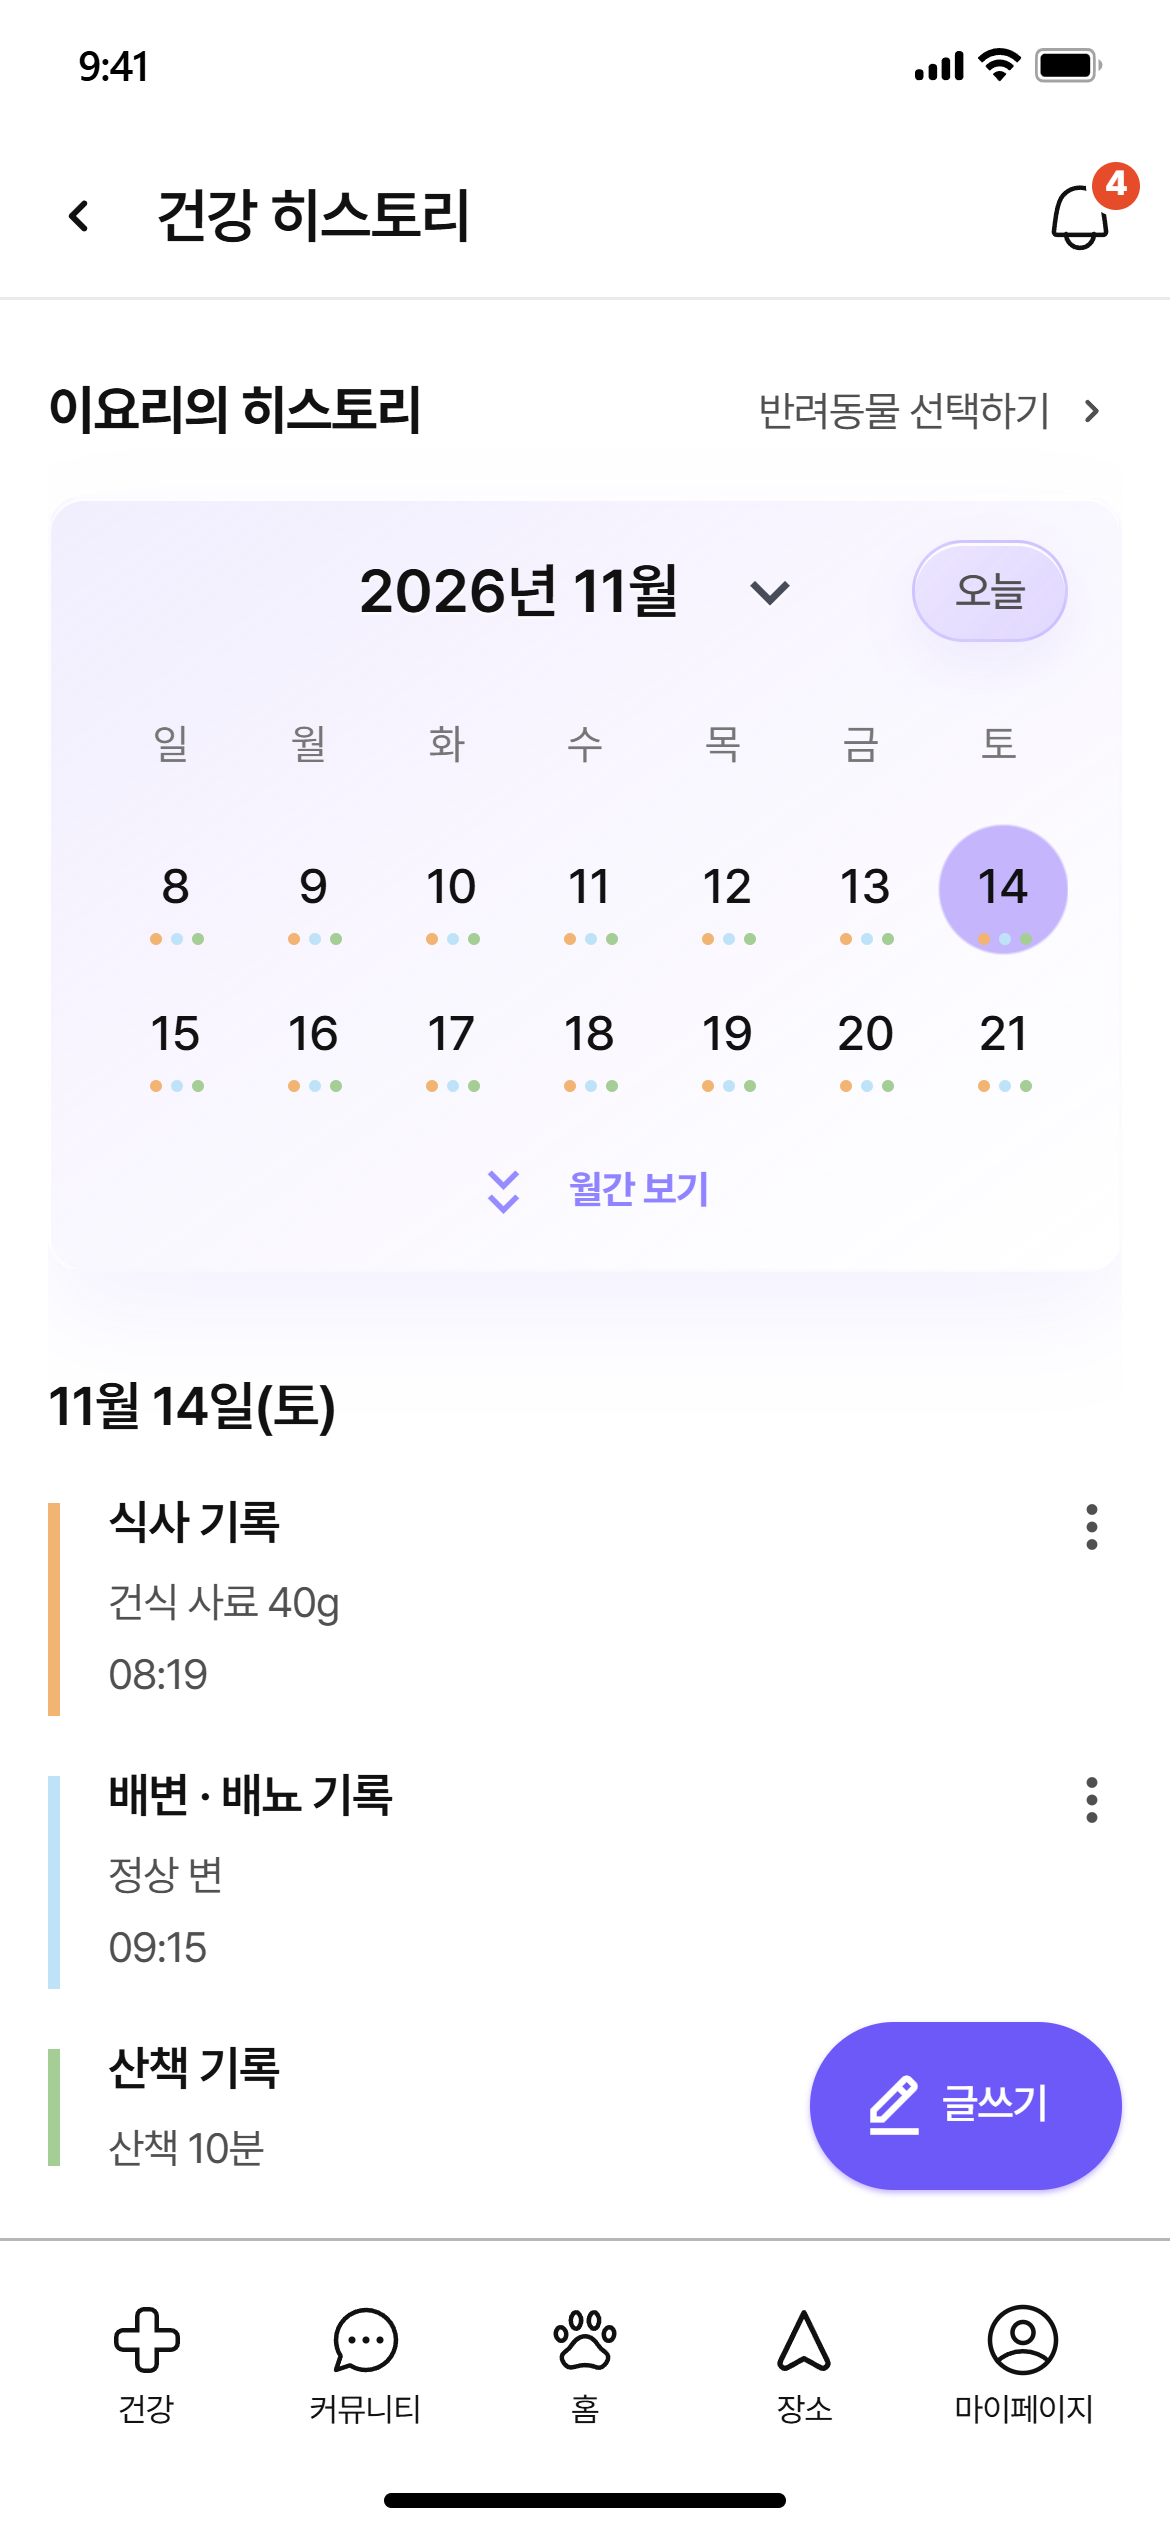 9:41
건강 히스토리
4
이요리의 히스토리
반려동물 선택하기
2026년 11월
오늘
일 월 화 수 목 금 토
8 9 10 11 12 13 14
15 16 17 18 19 20 21
월간 보기
11월 14일(토)
식사 기록
건식 사료 40g
08:19
배변 · 배뇨 기록
정상 변
09:15
산책 기록
산책 10분
글쓰기
건강 커뮤니티 홈 장소 마이페이지